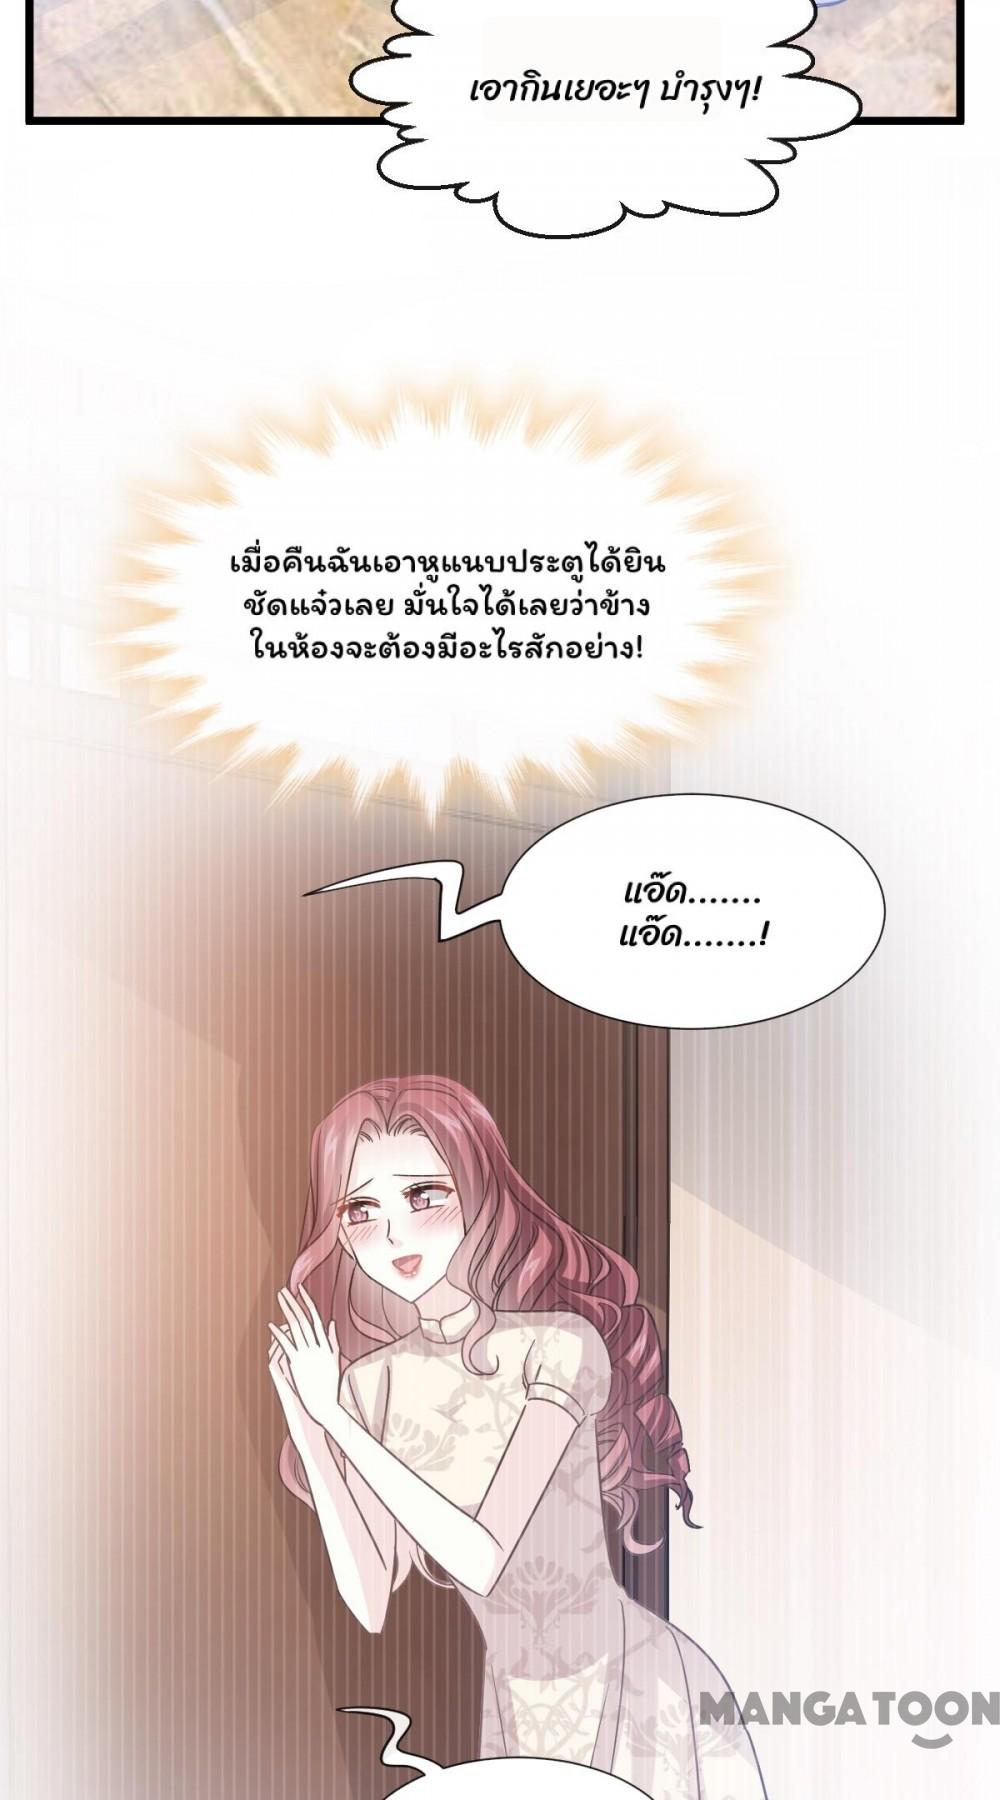 เอากินเยอะๆ บำรุงๆ!
เมื่อคืนฉันเอาหูแนบประตูได้ยิน
ชัดแจ๋วเลย มั่นใจได้เลยว่าข้าง
ในห้องจะต้องมีอะไรสักอย่าง!
แอ๊ด.......
แอ๊ด.......!
MANGATOON